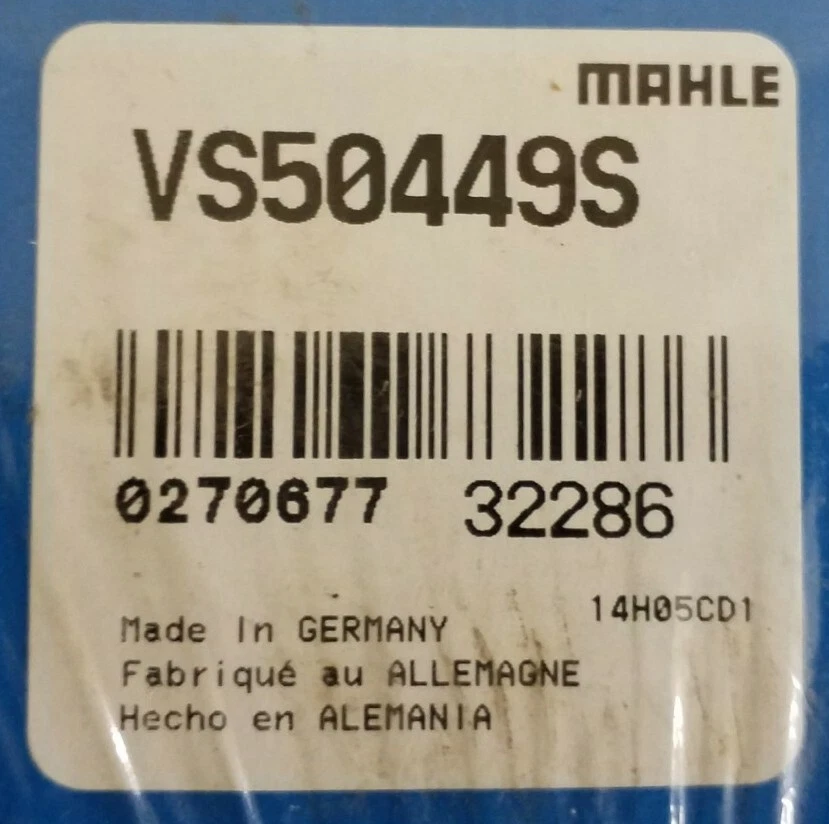 MAHLE
VS50449S
0270677 32286
14H05CD1
Made In GERMANY
Fabriqué au ALLEMAGNE
Hecho en ALEMANIA